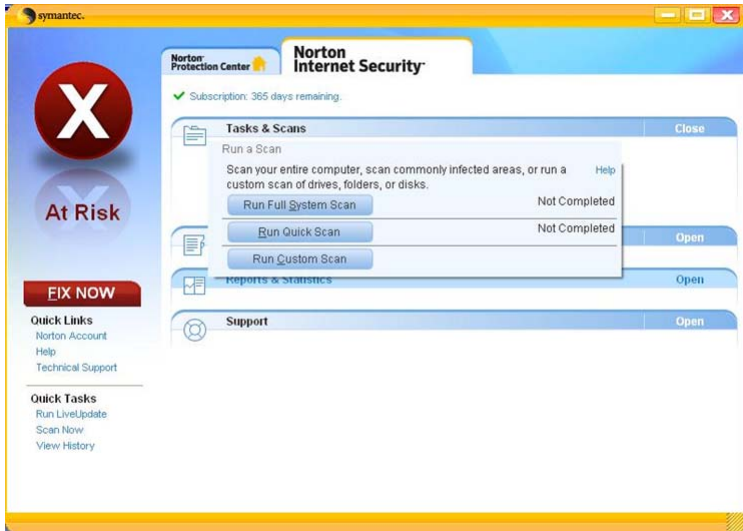 symantec.
Norton
Protection Center
Norton
Internet Security
Subscription: 365 days remaining.
Tasks & Scans
Close
Run a Scan
Scan your entire computer, scan commonly infected areas, or run a
custom scan of drives, folders, or disks.
Help
Run Full System Scan
Not Completed
Run Quick Scan
Not Completed
Run Custom Scan
Open
Reports & Statistics
Open
Support
Open
X
At Risk
FIX NOW
Quick Links
Norton Account
Help
Technical Support
Quick Tasks
Run LiveUpdate
Scan Now
View History